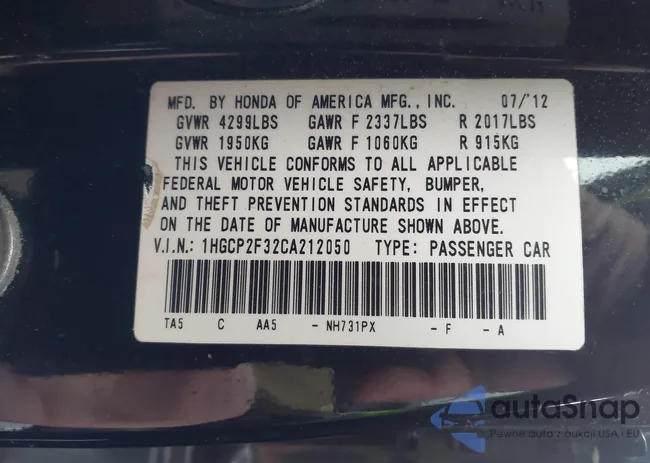 MFD. BY HONDA OF AMERICA MFG., INC. 07/'12
GVWR 4299LBS GAWR F 2337LBS R 2017LBS
GVWR 1950KG GAWR F 1060KG R 915KG
THIS VEHICLE CONFORMS TO ALL APPLICABLE
FEDERAL MOTOR VEHICLE SAFETY, BUMPER,
AND THEFT PREVENTION STANDARDS IN EFFECT
ON THE DATE OF MANUFACTURE SHOWN ABOVE.
V.I.N.: 1HGCP2F32CA212050 TYPE: PASSENGER CAR
TA5 C AA5 - NH731PX - F - A
autaSnap
Pewne auta z aukcji USA i EU